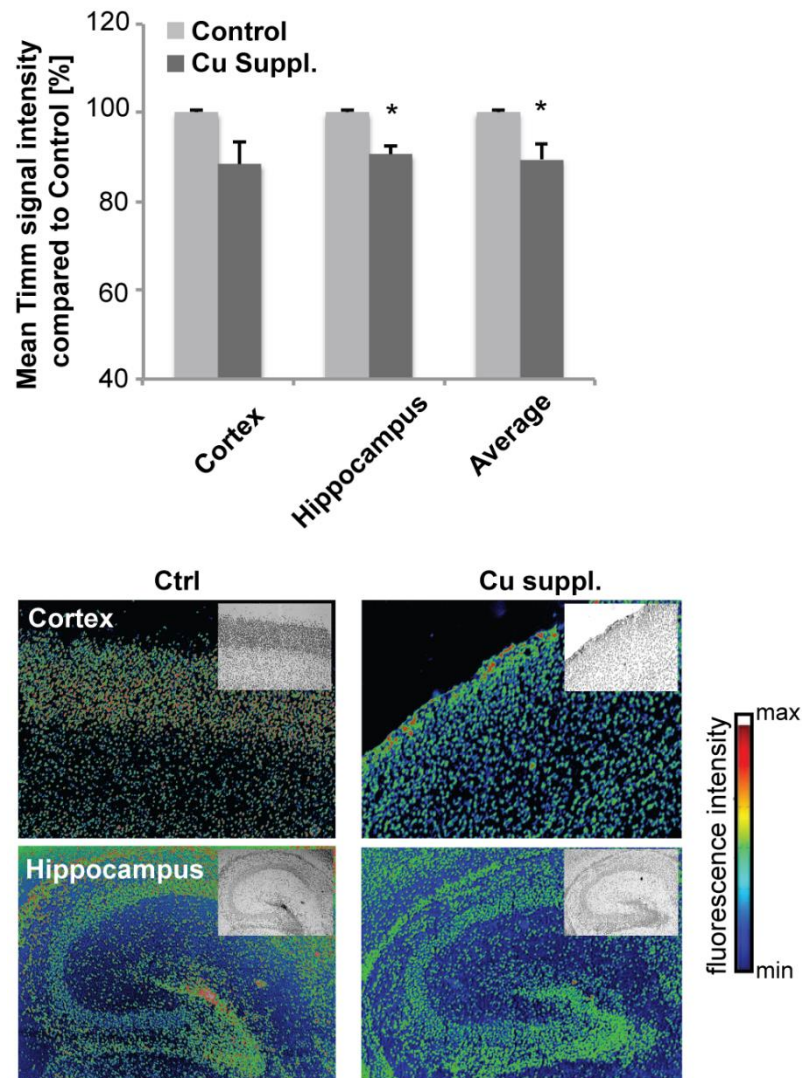 120
100
80
60
40
Mean Timm signal intensity
compared to Control [%]
Control
Cu Suppl.
*
*
Cortex
Hippocampus
Average
Ctrl
Cu suppl.
Cortex
Hippocampus
max
fluorescence intensity
min